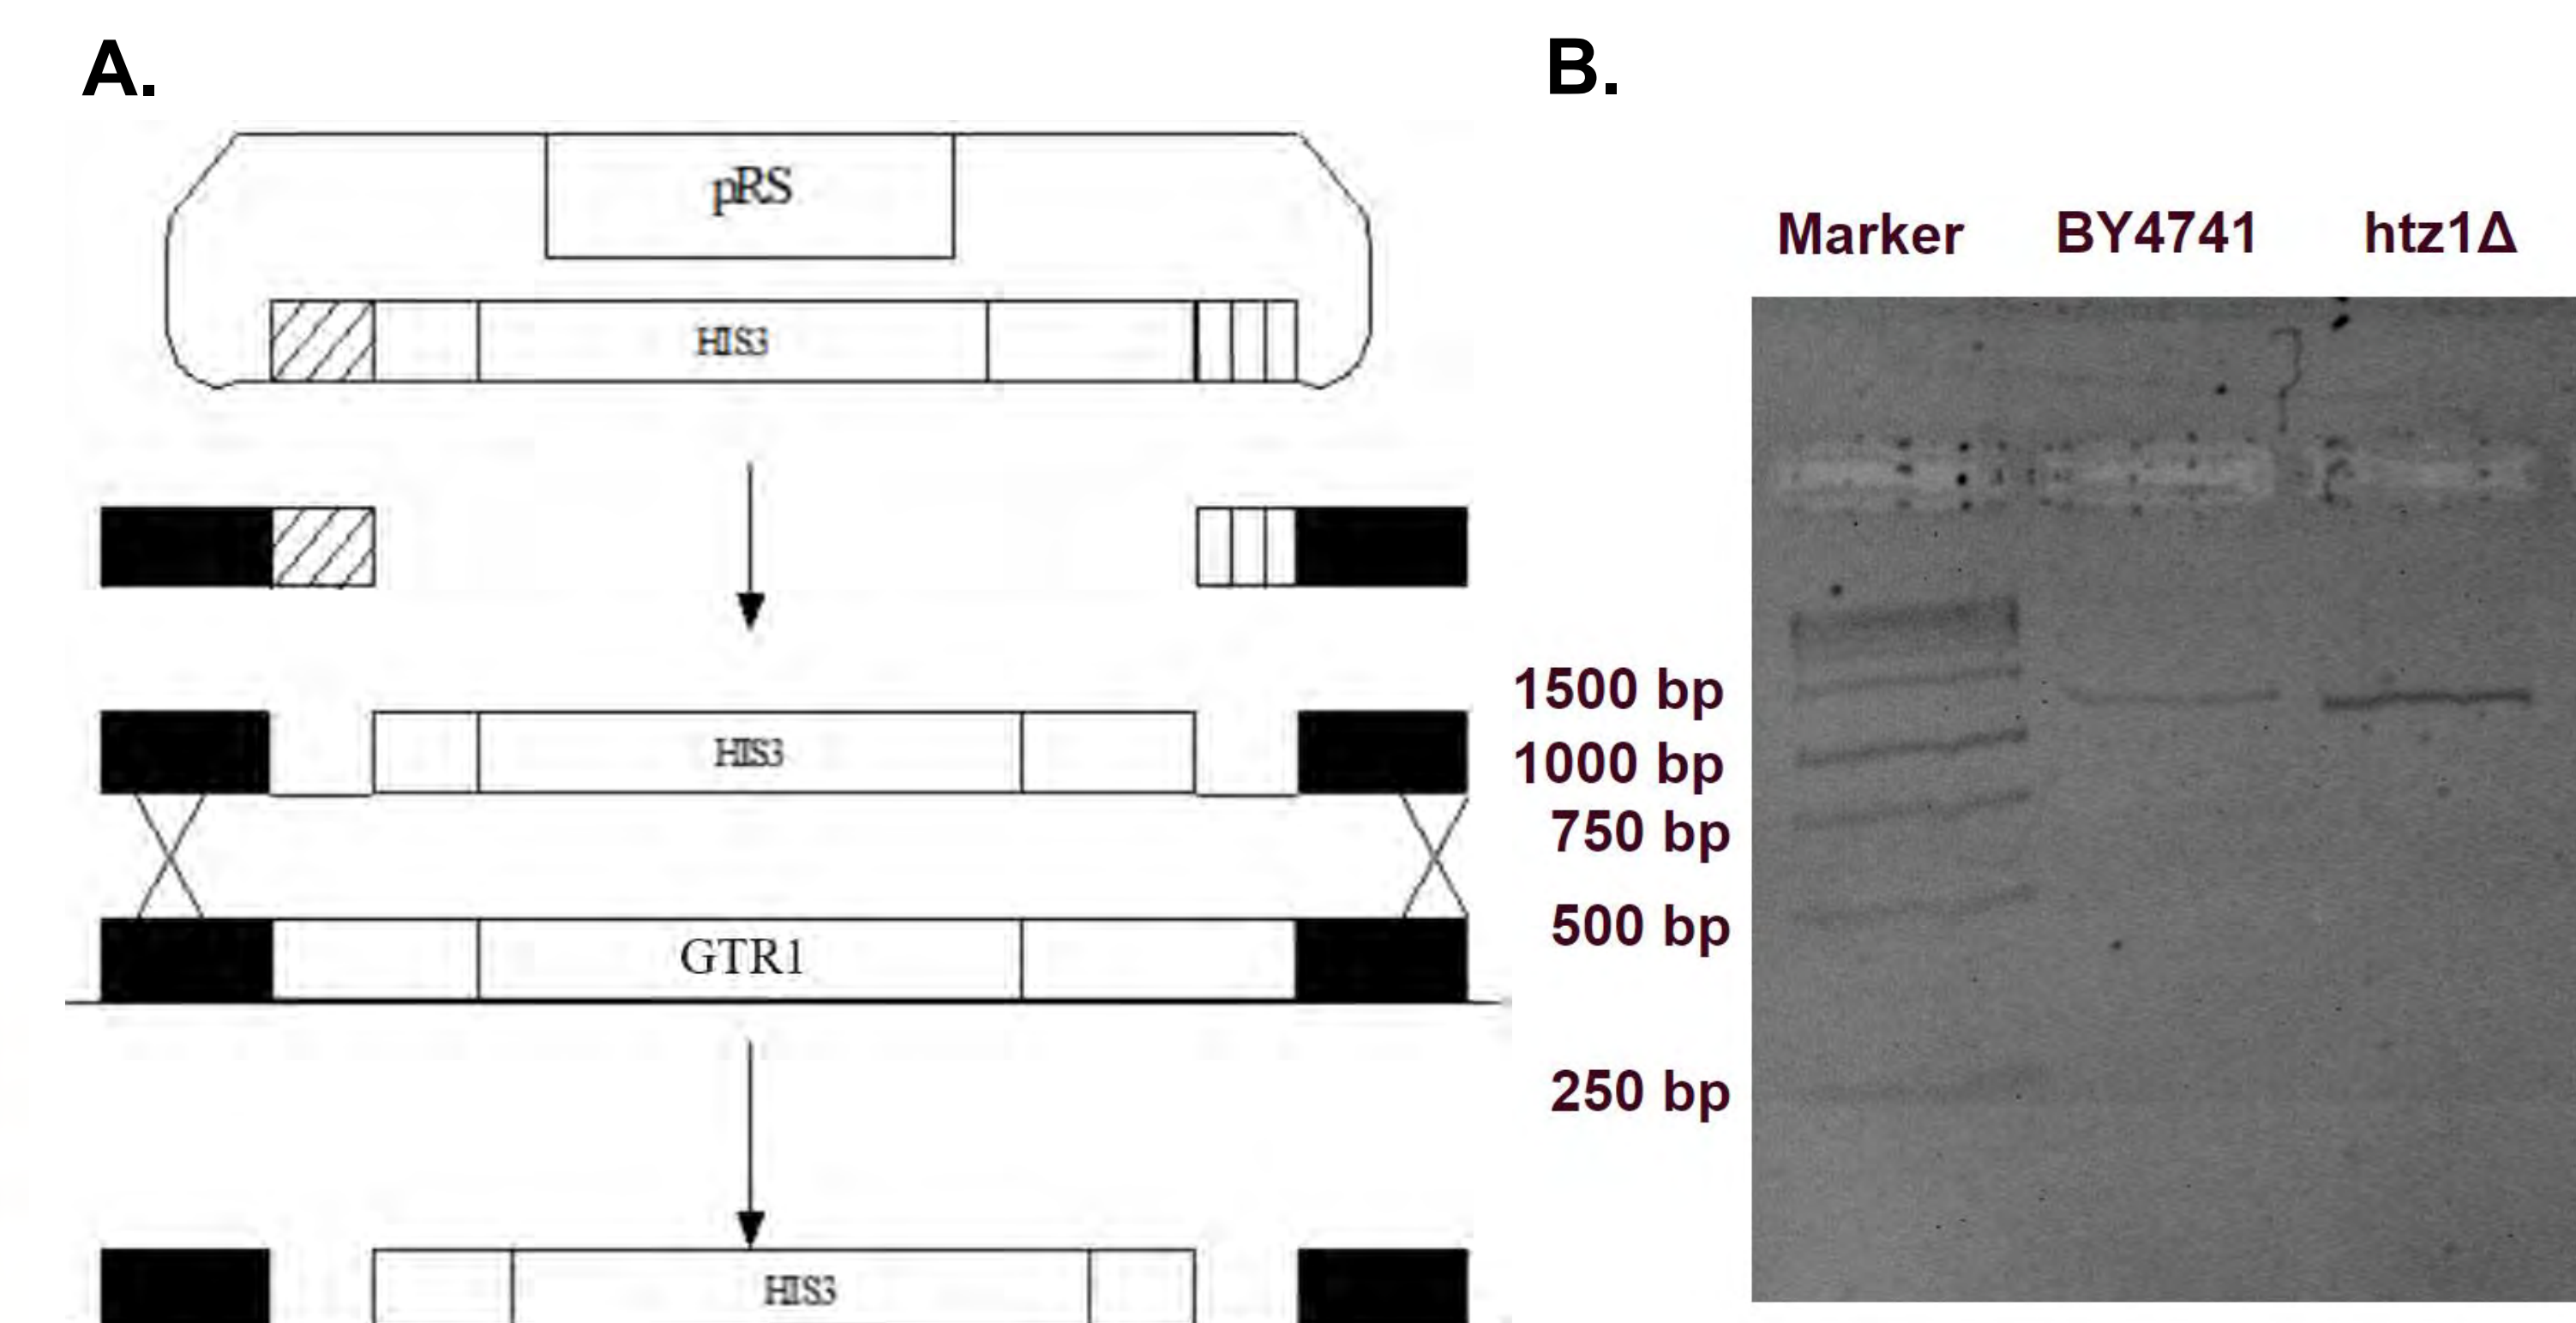 A.
pRS
HIS3
HIS3
GTR1
HIS3
B.
Marker BY4741 htz1Δ
1500 bp
1000 bp
750 bp
500 bp
250 bp